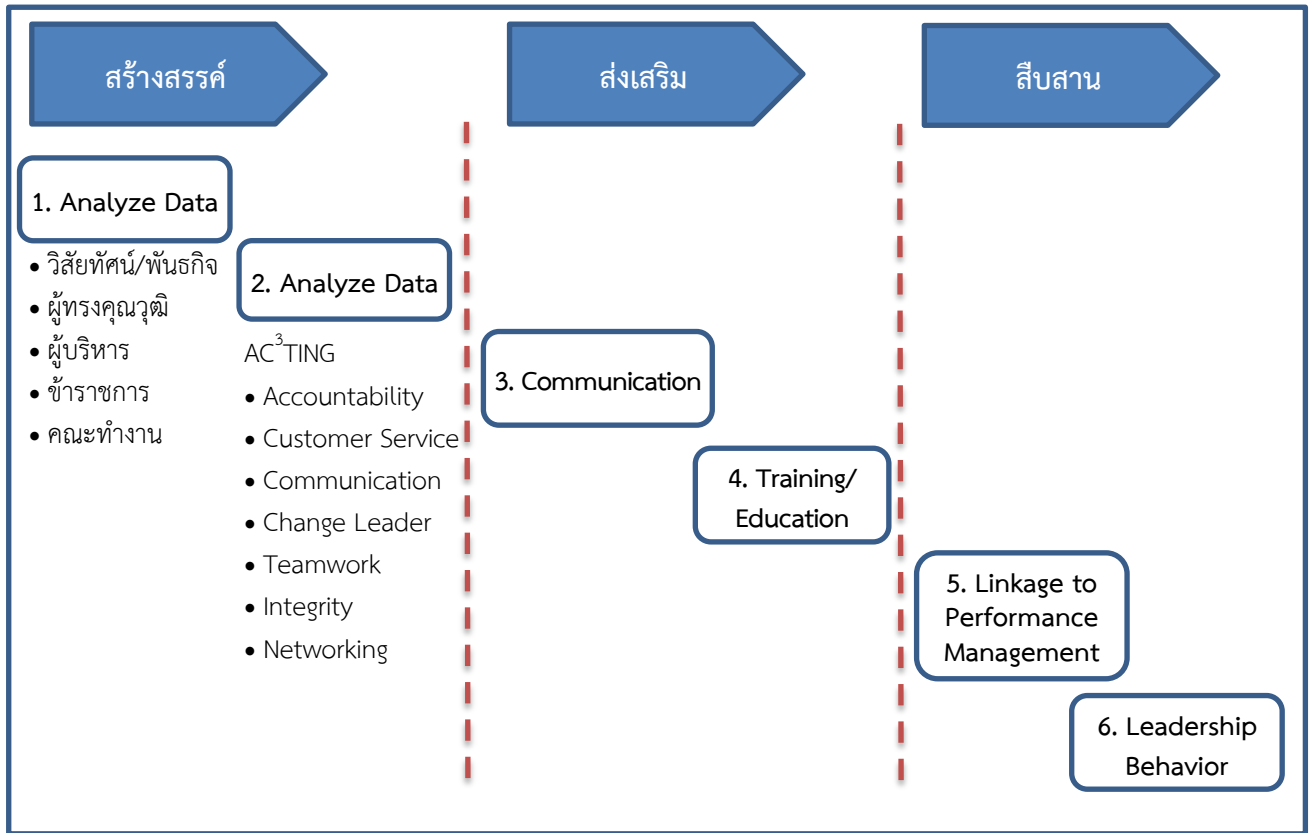 สร้างสรรค์
ส่งเสริม
สืบสาน
1. Analyze Data
• วิสัยทัศน์/พันธกิจ
• ผู้ทรงคุณวุฒิ
• ผู้บริหาร
• ข้าราชการ
• คณะทำงาน
2. Analyze Data
AC³TING
• Accountability
• Customer Service
• Communication
• Change Leader
• Teamwork
• Integrity
• Networking
3. Communication
4. Training/
Education
5. Linkage to
Performance
Management
6. Leadership
Behavior